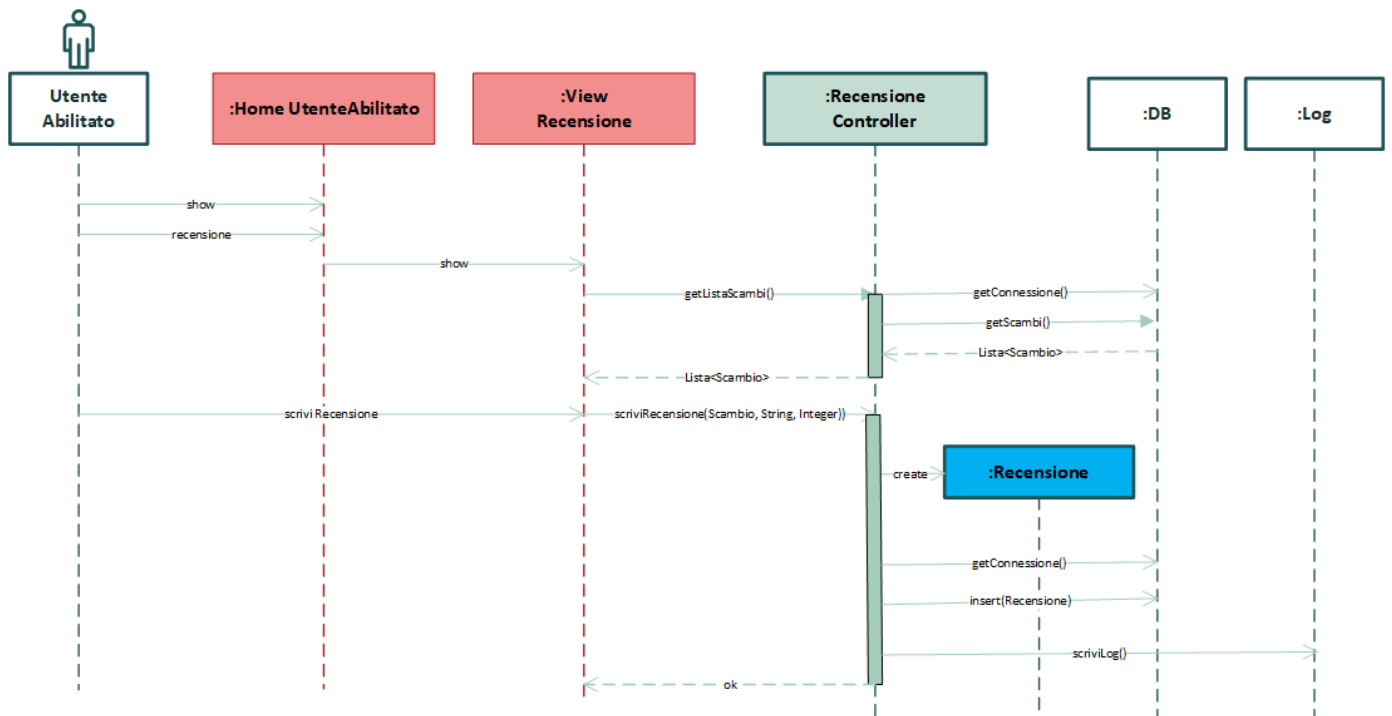 Utente
Abilitato
:Home UtenteAbilitato
:View
Recensione
:Recensione
Controller
:DB
:Log
show
recensione
show
getListaScambi()
getConnessione()
getScambi()
Lista<Scambio>
Lista<Scambio>
scrivi Recensione
scriviRecensione(Scambio, String, Integer))
create
:Recensione
getConnessione()
insert(Recensione)
scriviLog()
ok